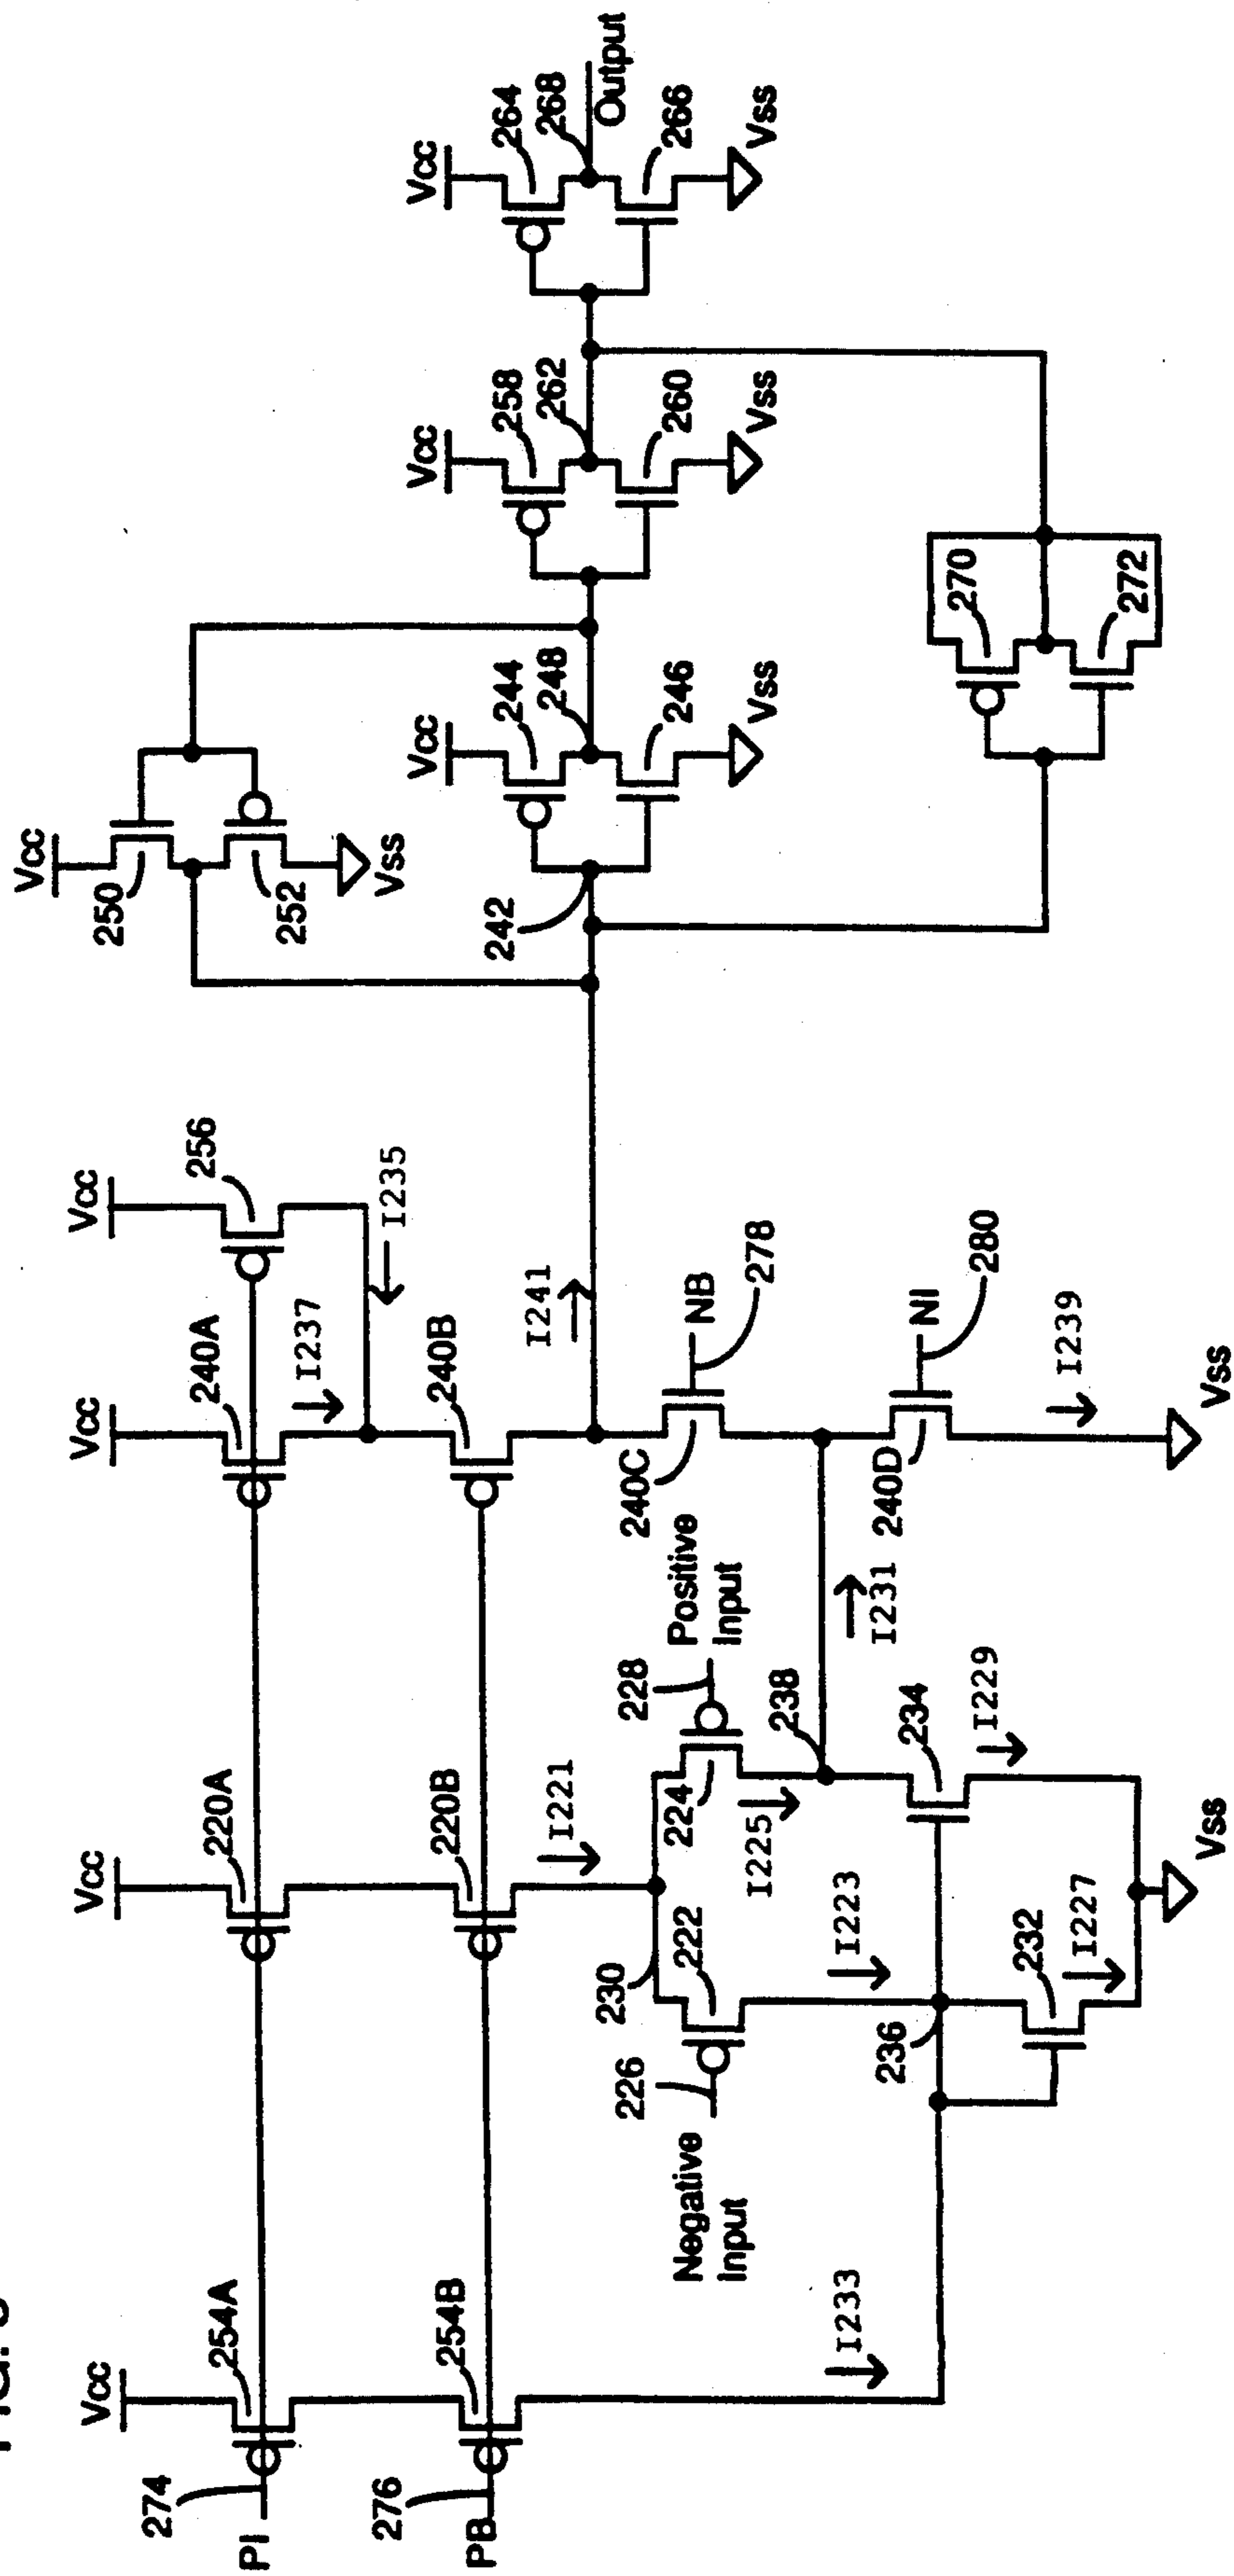 Vcc
Vcc
Vcc
Vcc
Vcc
250
252
Vss
274
PI
254A
220A
240A
I237
256
I235
276
PB
254B
220B
240B
I221
I241
242
Vcc
244
248
246
Vss
Vcc
258
262
260
Vss
Vcc
264
268
266
Output
Vss
230
226
Negative
Input
222
224
228
Positive
Input
240C
NB
278
I233
I223
I225
238
I231
236
232
I227
234
I229
240D
NI
280
I239
270
272
Vss
Vss